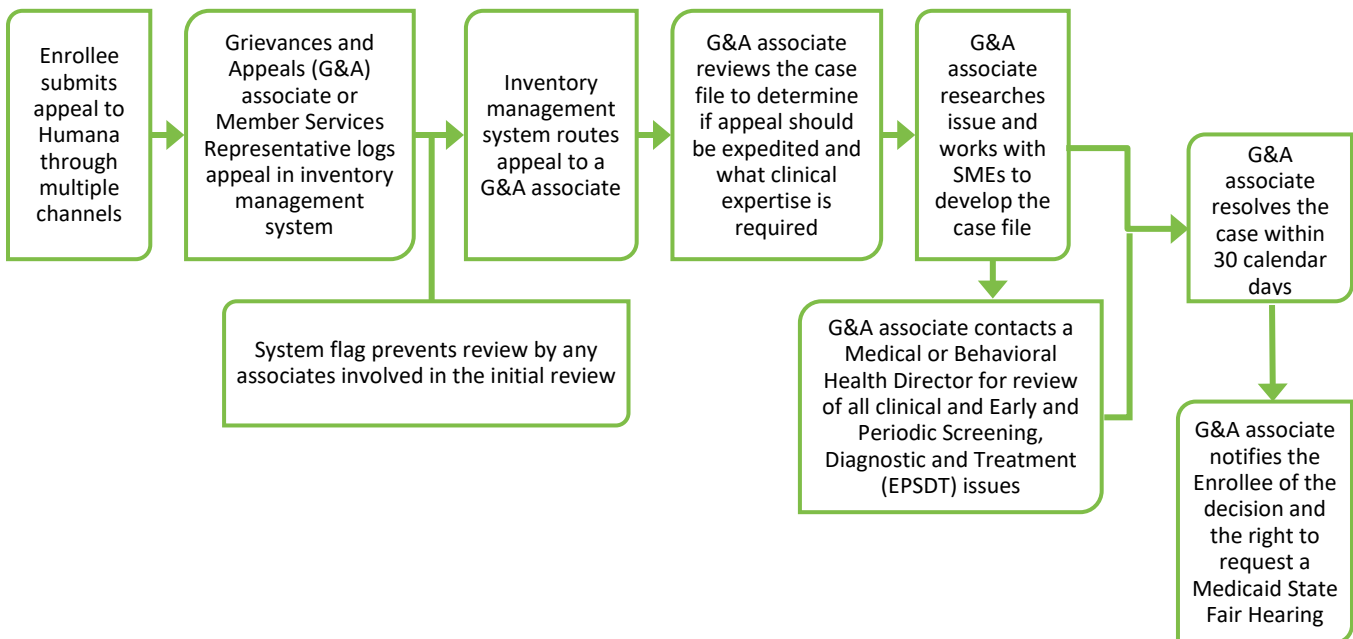 Enrollee
submits
appeal to
Humana
through
multiple
channels
Grievances and
Appeals (G&A)
associate or
Member Services
Representative logs
appeal in inventory
management
system
Inventory
management
system routes
appeal to a
G&A associate
G&A associate
reviews the case
file to determine
if appeal should
be expedited and
what clinical
expertise is
required
G&A
associate
researches
issue and
works with
SMEs to
develop the
case file
G&A
associate
resolves the
case within
30 calendar
days
System flag prevents review by any
associates involved in the initial review
G&A associate contacts a
Medical or Behavioral
Health Director for review
of all clinical and Early and
Periodic Screening,
Diagnostic and Treatment
(EPSDT) issues
G&A associate
notifies the
Enrollee of the
decision and
the right to
request a
Medicaid State
Fair Hearing